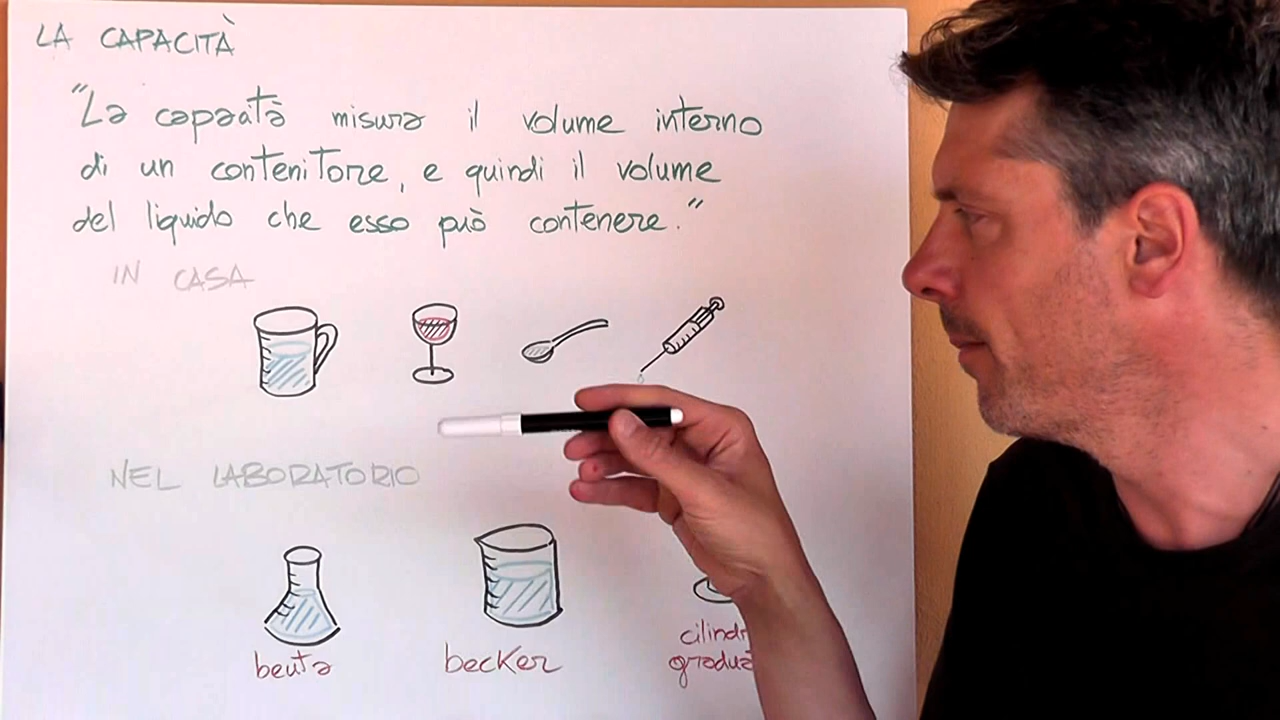 LA CAPACITÀ
"La capacità misura il volume interno
di un contenitore, e quindi il volume
del liquido che esso può contenere."
IN CASA
NEL LABORATORIO
beuta
becker